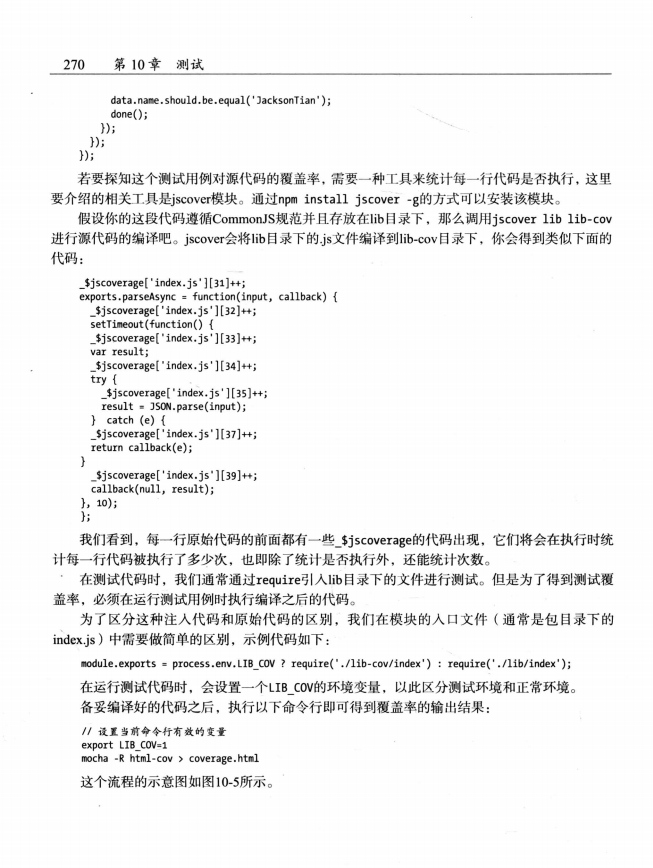 270 第 10 章 测试
data.name.should.be.equal('JacksonTian');
done();
});
});
});
若要探知这个测试用例对源代码的覆盖率，需要一种工具来统计每一行代码是否执行，这里
要介绍的相关工具是jscover模块。通过npm install jscover -g的方式可以安装该模块。
假设你的这段代码遵循CommonJS规范并且存放在lib目录下，那么调用jscover lib lib-cov
进行源代码的编译吧。jscover会将lib目录下的.js文件编译到lib-cov目录下，你会得到类似下面的
代码：
_$jscoverage['index.js'][31]++;
exports.parseAsync = function(input, callback) {
_$jscoverage['index.js'][32]++;
setTimeout(function() {
_$jscoverage['index.js'][33]++;
var result;
_$jscoverage['index.js'][34]++;
try {
_$jscoverage['index.js'][35]++;
result = JSON.parse(input);
} catch (e) {
_$jscoverage['index.js'][37]++;
return callback(e);
}
_$jscoverage['index.js'][39]++;
callback(null, result);
}, 10);
};
我们看到，每一行原始代码的前面都有一些_$jscoverage的代码出现，它们将会在执行时统
计每一行代码被执行了多少次，也即除了统计是否执行外，还能统计次数。
在测试代码时，我们通常通过require引入lib目录下的文件进行测试。但是为了得到测试覆
盖率，必须在运行测试用例时执行编译之后的代码。
为了区分这种注入代码和原始代码的区别，我们在模块的入口文件（通常是包目录下的
index.js）中需要做简单的区别，示例代码如下：
module.exports = process.env.LIB_COV ? require('./lib-cov/index') : require('./lib/index');
在运行测试代码时，会设置一个LIB_COV的环境变量，以此区分测试环境和正常环境。
备妥编译好的代码之后，执行以下命令行即可得到覆盖率的输出结果：
// 设置当前命令行有效的变量
export LIB_COV=1
mocha -R html-cov > coverage.html
这个流程的示意图如图10-5所示。